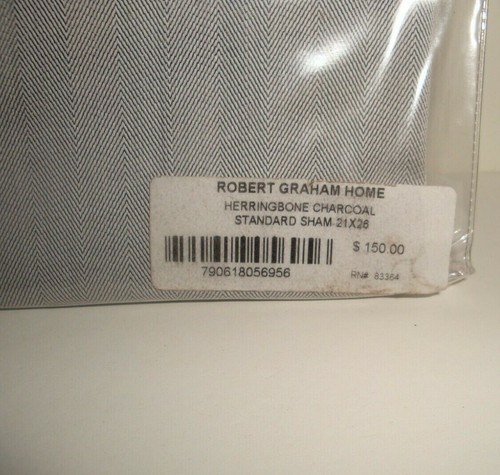 ROBERT GRAHAM HOME
HERRINGBONE CHARCOAL
STANDARD SHAM 21X26
$ 150.00
790618056956
RN# 83364